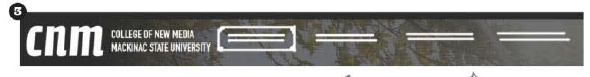 3
cnm
COLLEGE OF NEW MEDIA
MACKINAC STATE UNIVERSITY